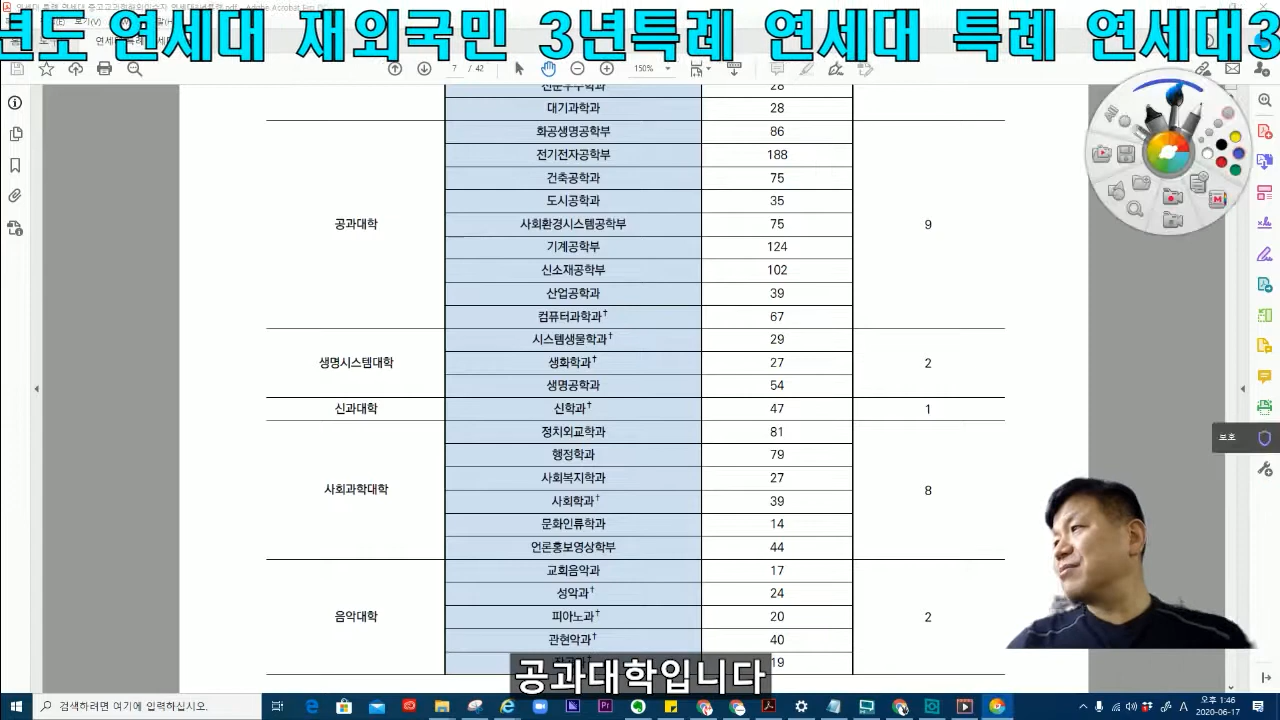 년도 연세대 재외국민 3년특례 연세대 특례 연세대3
7 / 42
150%
28
대기과학과 28
화공생명공학부 86
전기전자공학부 188
건축공학과 75
도시공학과 35
공과대학 사회환경시스템공학부 75 9
기계공학부 124
신소재공학부 102
산업공학과 39
컴퓨터과학과† 67
시스템생물학과† 29
생명시스템대학 생화학과† 27 2
생명공학과 54
신과대학 신학과† 47 1
정치외교학과 81
행정학과 79
사회복지학과 27
사회과학대학 사회학과† 39 8
문화인류학과 14
언론홍보영상학부 44
교회음악과 17
성악과† 24
음악대학 피아노과† 20 2
관현악과† 40
19
보호
공과대학입니다
검색하려면 여기에 입력하십시오.
A 오후 1:46
2020-06-17